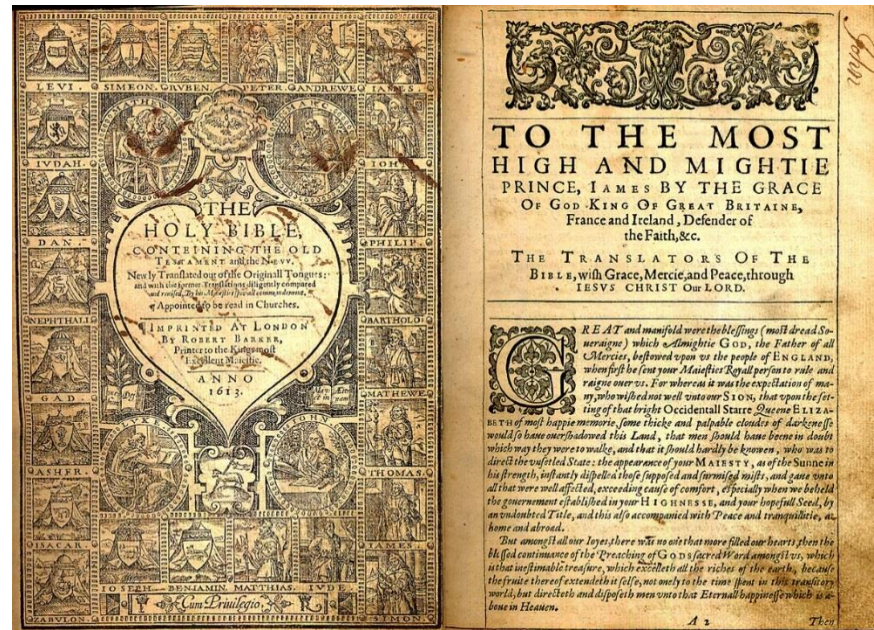 LEVI. SIMEON. RVBEN. PETER. ANDREWE. IAMES.
MATHEW
MARCE
IVDAH.
IOHN
DAN.
PHILIP.
NEPHTHALI
BARTHOLO:
GAD.
MATHEWE
ASHER.
THOMAS.
IOHN
IAMES.
IOSEPH. BENJAMIN. MATTHIAS. IVDE.
ZABVLON.
SIMON.
THE
HOLY BIBLE,
CONTEINING THE OLD
TESTAMENT and the NEVV.
Newly Translated out of the Originall Tongues:
and with the former Translations diligently compared
and reuised, By his Maiesties speciall commandement.
Appointed to be read in Churches.
¶ IMPRINTED AT LONDON
BY ROBERT BARKER,
Printer to the Kings most
Excellent Maiestie.
ANNO
1613.
Cum Priuilegio.
John
TO THE MOST
HIGH AND MIGHTIE
PRINCE, IAMES BY THE GRACE
OF GOD KING OF GREAT BRITAINE,
France and Ireland, Defender of
the Faith, &c.
THE TRANSLATORS OF THE
BIBLE, wiſh Grace, Mercie, and Peace, through
IESVS CHRIST Our LORD.
GREAT and manifold were the bleſſings (moſt dread So-
ueraigne) which Almightie GOD, the Father of all
Mercies, beſtowed vpon vs the people of ENGLAND,
when firſt he ſent your Maieſties Royall perſon to rule and
raigne ouer vs. For whereas it was the expectation of ma-
ny, who wiſhed not well vnto our SION, that vpon the ſet-
ting of that bright Occidentall Starre Queene ELIZA-
BETH of moſt happie memorie, ſome thicke and palpable cloudes of darkeneſſe
would ſo haue ouerſhadowed this Land, that men ſhould haue beene in doubt
which way they were to walke, and that it ſhould hardly be knowen, who was to
direct the vnſetled State: the appearance of your MAIESTY, as of the Sunne in
his ſtrength, inſtantly diſpelled thoſe ſuppoſed and ſurmiſed miſts, and gaue vnto
all that were well affected, exceeding cauſe of comfort, eſpecially when we beheld
the gouernement eſtabliſhed in your HIGHNESSE, and your hopefull Seed, by
an vndoubted Title, and this alſo accompanied with Peace and tranquillitie, at
home and abroad.
But amongſt all our Ioyes, there was no one that more filled our hearts, then the
bleſſed continuance of the Preaching of GODS ſacred Word amongſt vs, which
is that ineſtimable treaſure, which excelleth all the riches of the earth, becauſe
the fruite thereof extendeth it ſelfe, not onely to the time ſpent in this tranſitory
world, but directeth and diſpoſeth men vnto that Eternall happineſſe which is a-
boue in Heauen.
A 2 Then